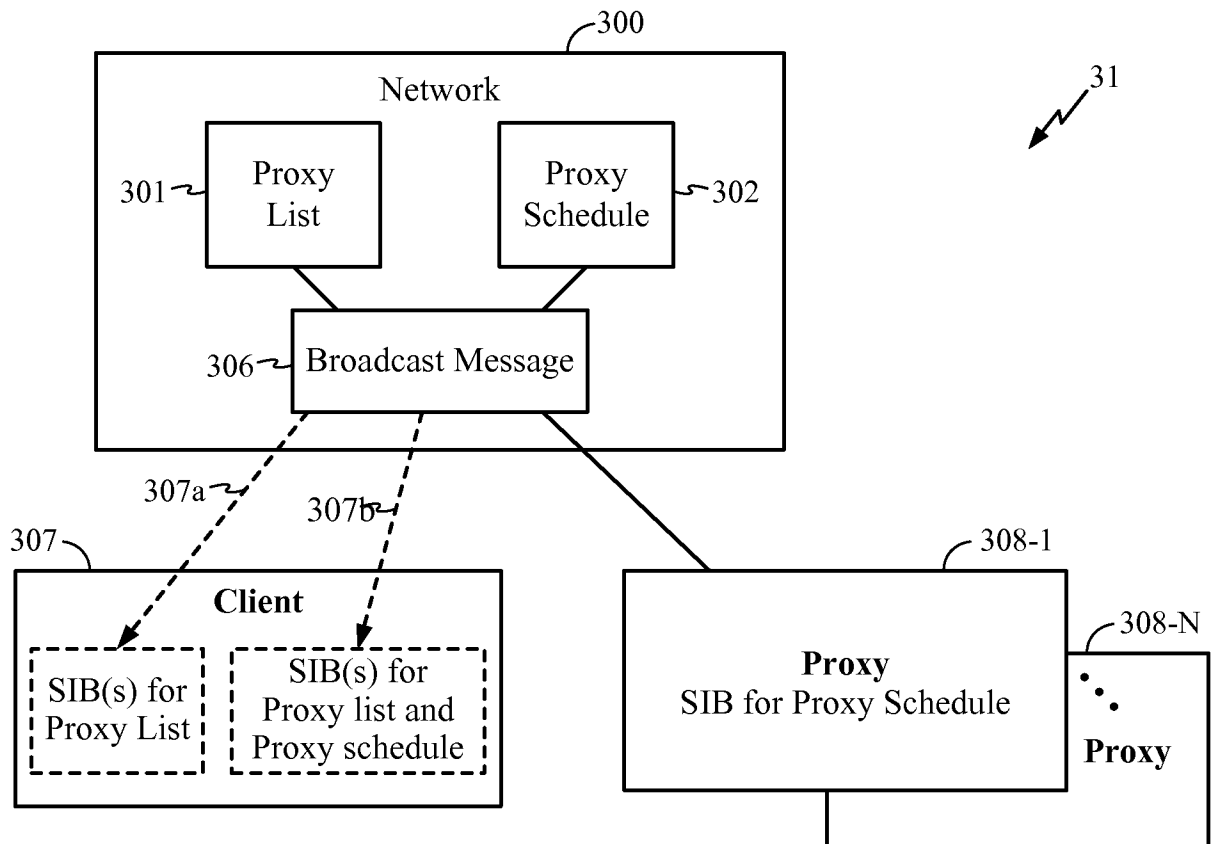 300
Network
31
Proxy
List
301
Proxy
Schedule
302
Broadcast Message
306
307a
307b
307
Client
SIB(s) for
Proxy List
SIB(s) for
Proxy list and
Proxy schedule
308-1
Proxy
SIB for Proxy Schedule
308-N
Proxy